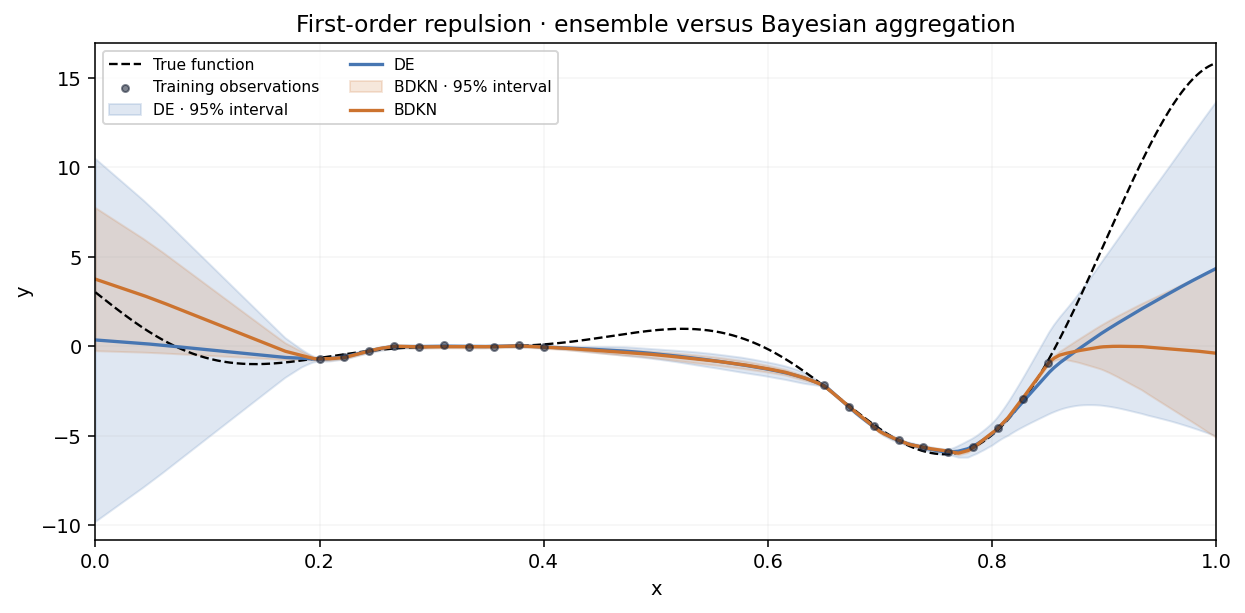 First-order repulsion · ensemble versus Bayesian aggregation
True function
Training observations
DE · 95% interval
DE
BDKN · 95% interval
BDKN
y
15
10
5
0
−5
−10
0.0
0.2
0.4
0.6
0.8
1.0
x